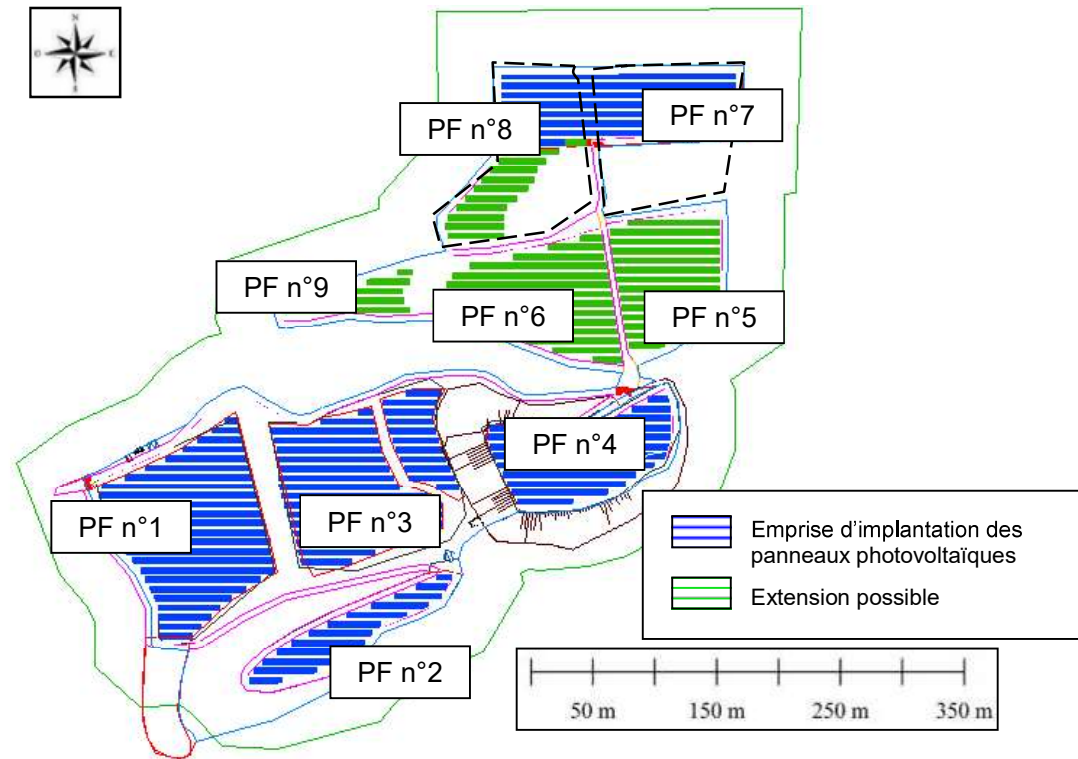 N
O E
S
PF n°8
PF n°7
PF n°9
PF n°6
PF n°5
PF n°4
PF n°1
PF n°3
PF n°2
Emprise d'implantation des
panneaux photovoltaïques
Extension possible
50 m 150 m 250 m 350 m